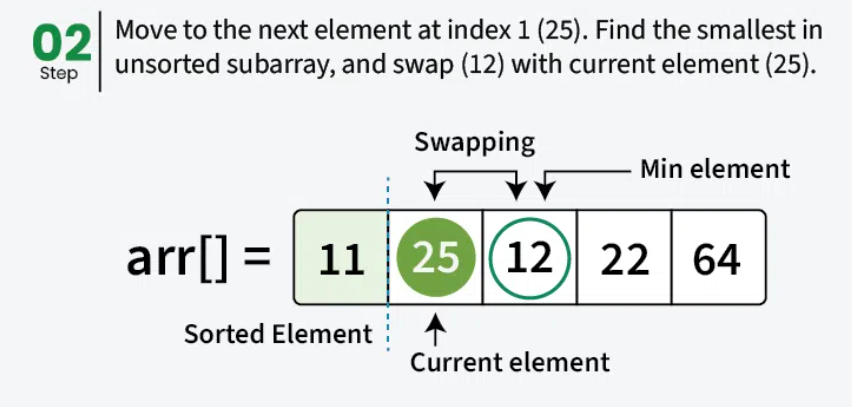 02
Step
Move to the next element at index 1 (25). Find the smallest in
unsorted subarray, and swap (12) with current element (25).
Swapping
Min element
arr[] = 11 25 12 22 64
Sorted Element
Current element